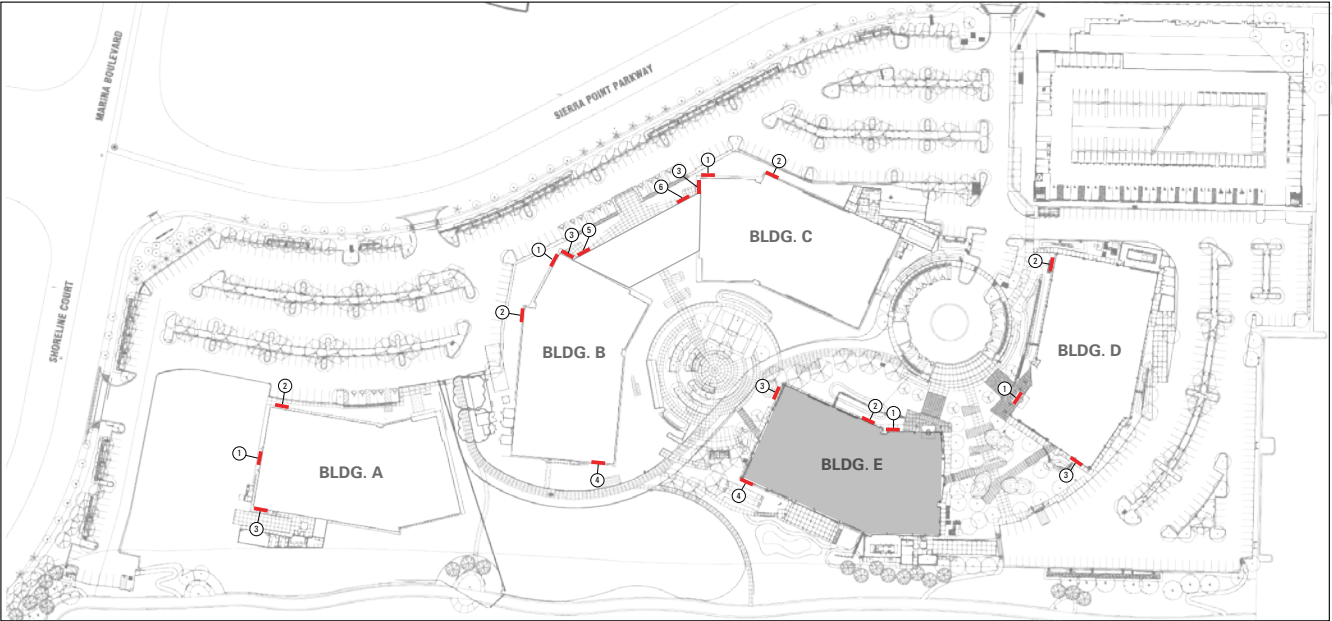 MARINA BOULEVARD
SIERRA POINT PARKWAY
SHORELINE COURT
1
2
3
6
BLDG. C
5
3
1
2
BLDG. B
4
2
1
BLDG. A
3
2
BLDG. D
1
3
3
2
1
BLDG. E
4